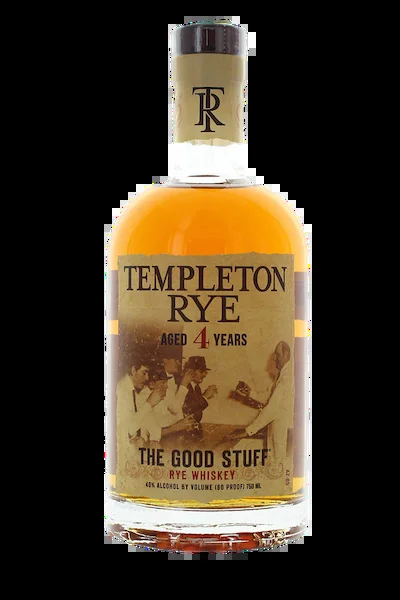 TR
TEMPLETON
RYE
AGED 4 YEARS
THE GOOD STUFF
RYE WHISKEY
40% ALCOHOL BY VOLUME (80 PROOF) 750 ML